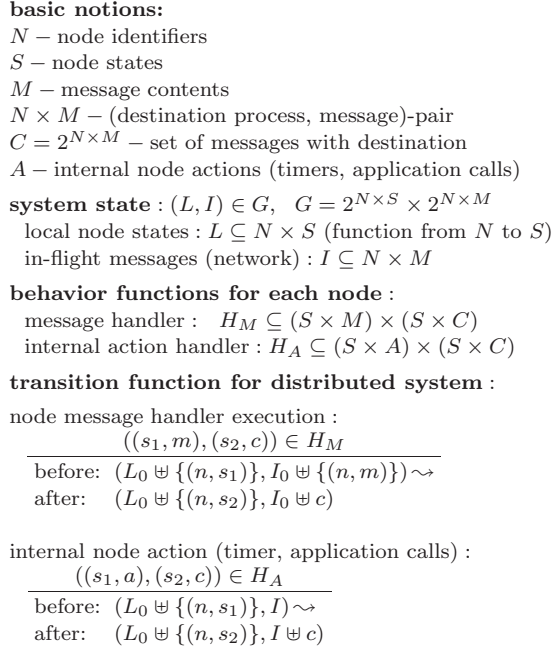 basic notions:
N – node identifiers
S – node states
M – message contents
N × M – (destination process, message)-pair
C = 2^{N×M} – set of messages with destination
A – internal node actions (timers, application calls)
system state : (L, I) ∈ G, G = 2^{N×S} × 2^{N×M}
local node states : L ⊆ N × S (function from N to S)
in-flight messages (network) : I ⊆ N × M
behavior functions for each node :
message handler : H_M ⊆ (S × M) × (S × C)
internal action handler : H_A ⊆ (S × A) × (S × C)
transition function for distributed system :
node message handler execution :
((s_1, m), (s_2, c)) ∈ H_M
before: (L_0 ⊎ {(n, s_1)}, I_0 ⊎ {(n, m)}) ⇝
after: (L_0 ⊎ {(n, s_2)}, I_0 ⊎ c)
internal node action (timer, application calls) :
((s_1, a), (s_2, c)) ∈ H_A
before: (L_0 ⊎ {(n, s_1)}, I) ⇝
after: (L_0 ⊎ {(n, s_2)}, I ⊎ c)